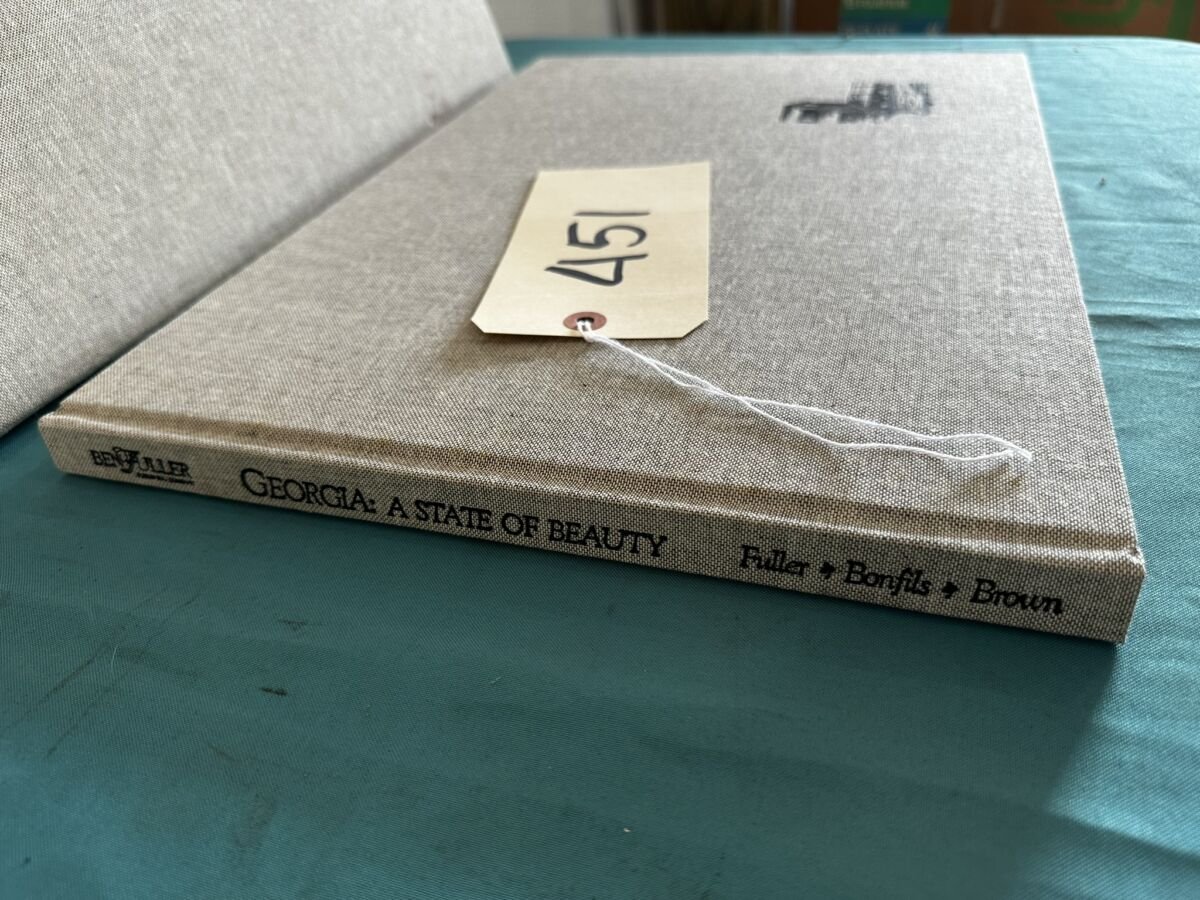 451
BEN FULLER
GEORGIA: A STATE OF BEAUTY
Fuller Bonfils Brown